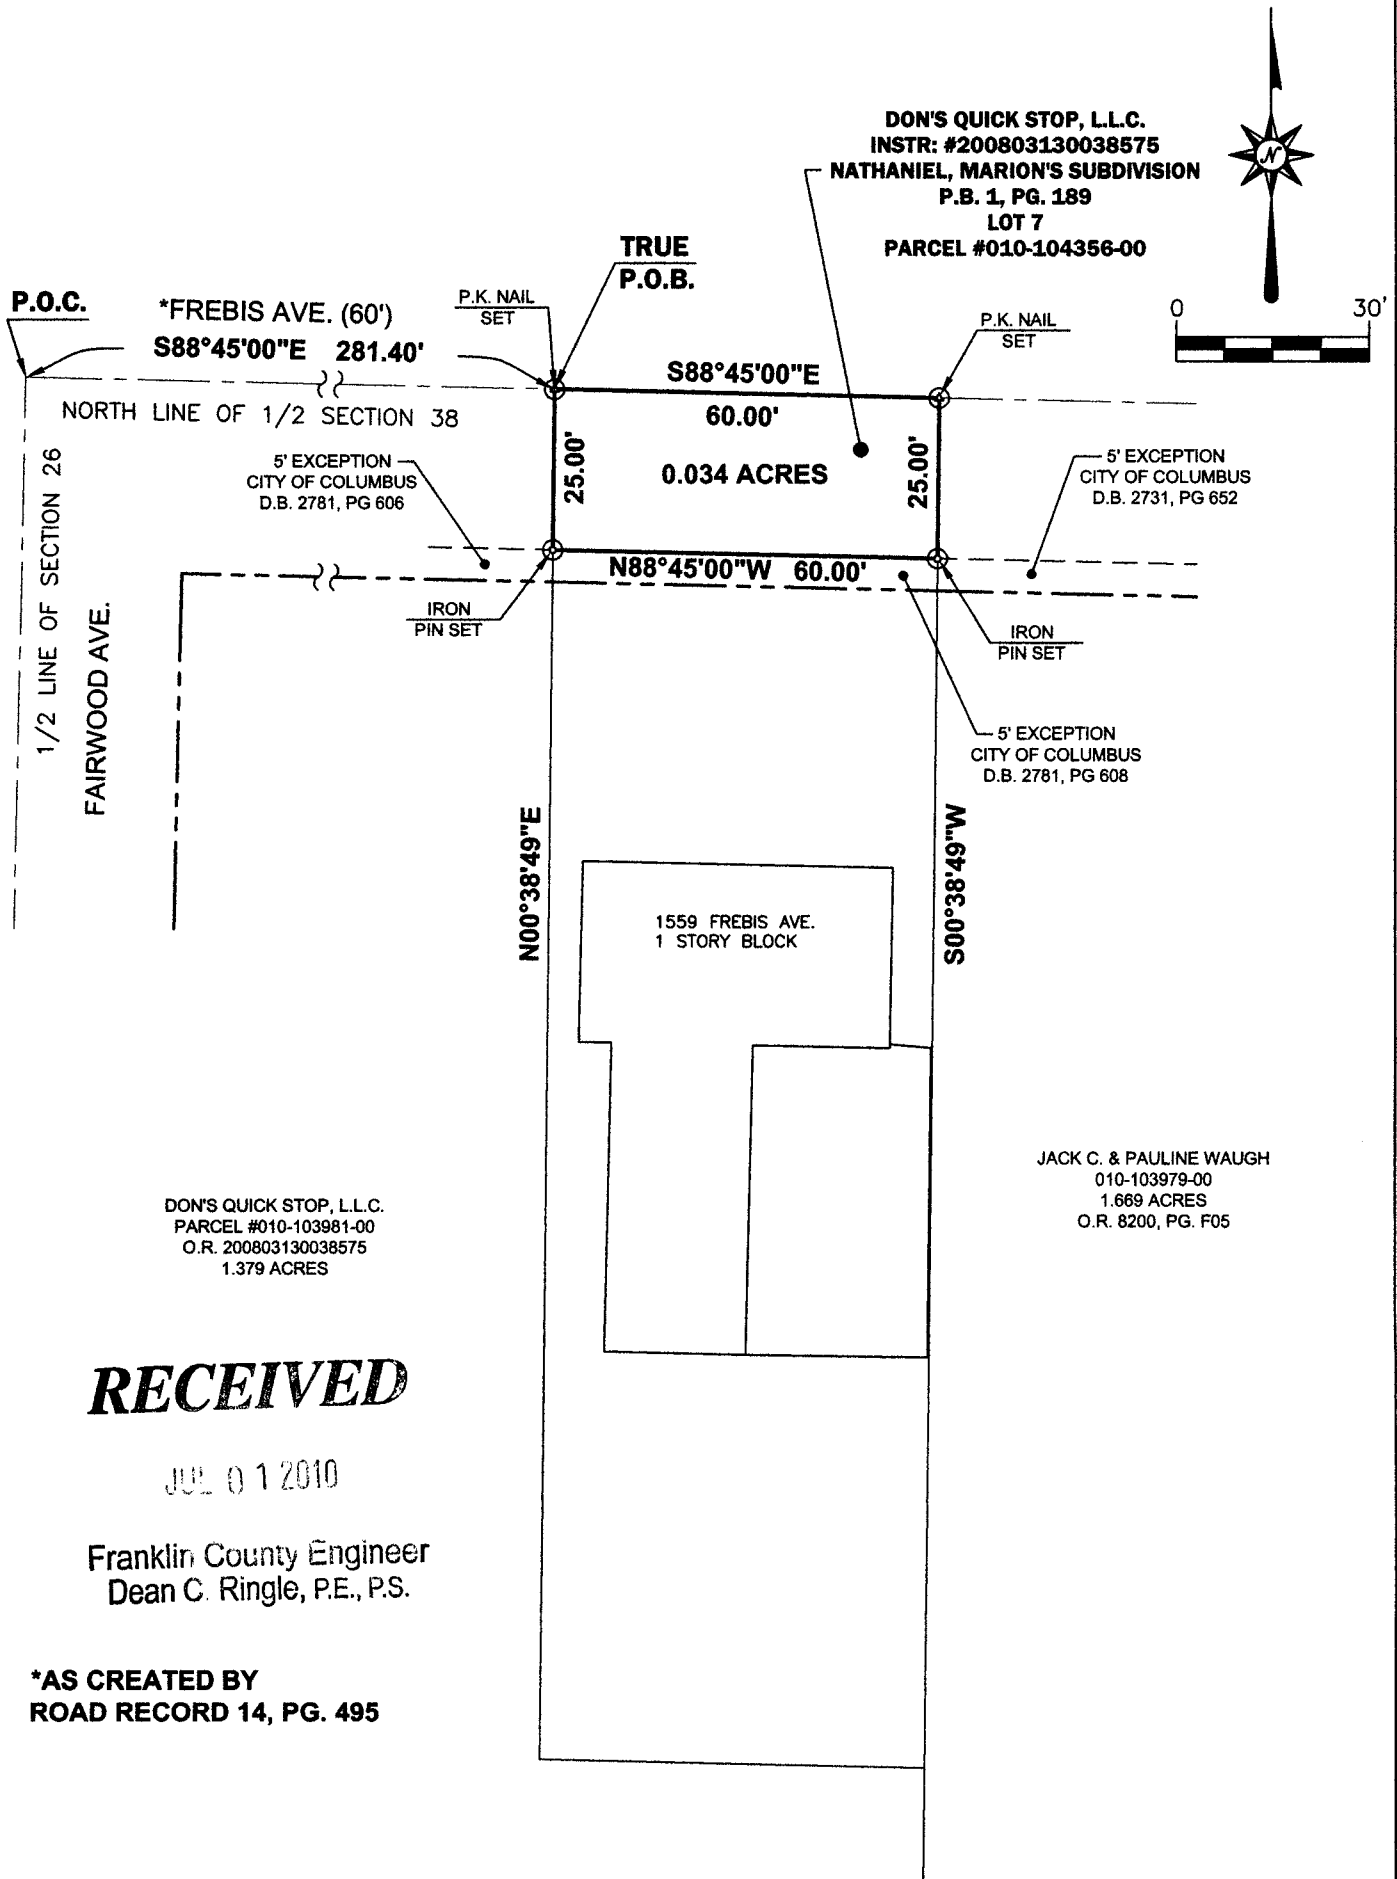 DON'S QUICK STOP, L.L.C.
INSTR: #200803130038575
NATHANIEL, MARION'S SUBDIVISION
P.B. 1, PG. 189
LOT 7
PARCEL #010-104356-00
N
0 30'
TRUE
P.O.B.
P.O.C.
*FREBIS AVE. (60')
S88°45'00"E 281.40'
P.K. NAIL
SET
P.K. NAIL
SET
S88°45'00"E
60.00'
NORTH LINE OF 1/2 SECTION 38
25.00'
0.034 ACRES
25.00'
5' EXCEPTION
CITY OF COLUMBUS
D.B. 2781, PG 606
5' EXCEPTION
CITY OF COLUMBUS
D.B. 2731, PG 652
1/2 LINE OF SECTION 26
FAIRWOOD AVE.
N88°45'00"W 60.00'
IRON
PIN SET
IRON
PIN SET
5' EXCEPTION
CITY OF COLUMBUS
D.B. 2781, PG 608
N00°38'49"E
S00°38'49"W
1559 FREBIS AVE.
1 STORY BLOCK
DON'S QUICK STOP, L.L.C.
PARCEL #010-103981-00
O.R. 200803130038575
1.379 ACRES
JACK C. & PAULINE WAUGH
010-103979-00
1.669 ACRES
O.R. 8200, PG. F05
RECEIVED
JUL 01 2010
Franklin County Engineer
Dean C. Ringle, P.E., P.S.
*AS CREATED BY
ROAD RECORD 14, PG. 495